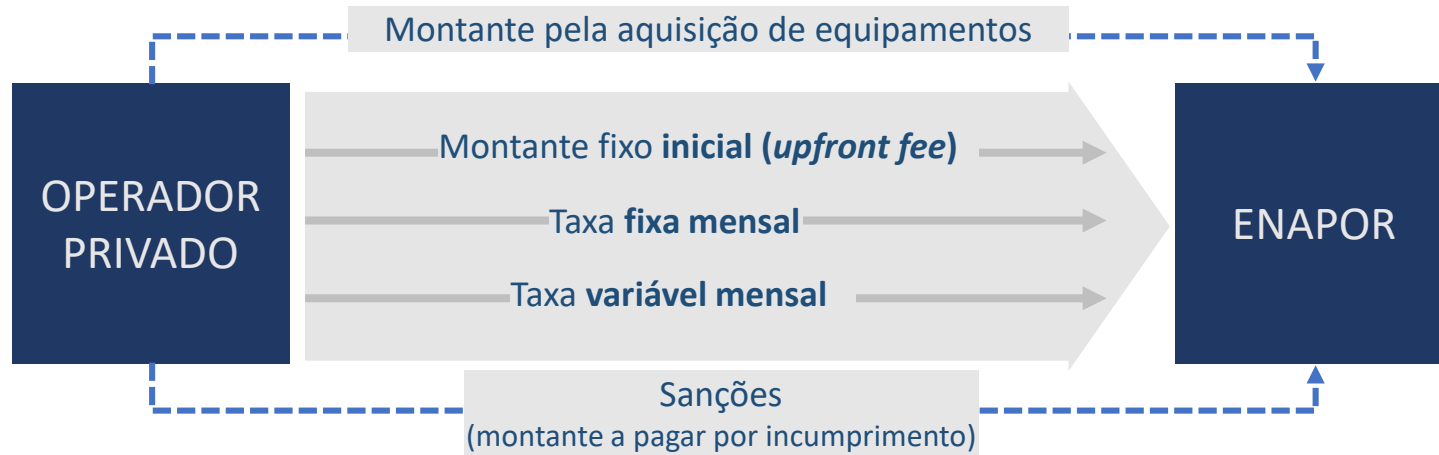 Montante pela aquisição de equipamentos
OPERADOR
PRIVADO
Montante fixo inicial (upfront fee)
Taxa fixa mensal
Taxa variável mensal
ENAPOR
Sanções
(montante a pagar por incumprimento)